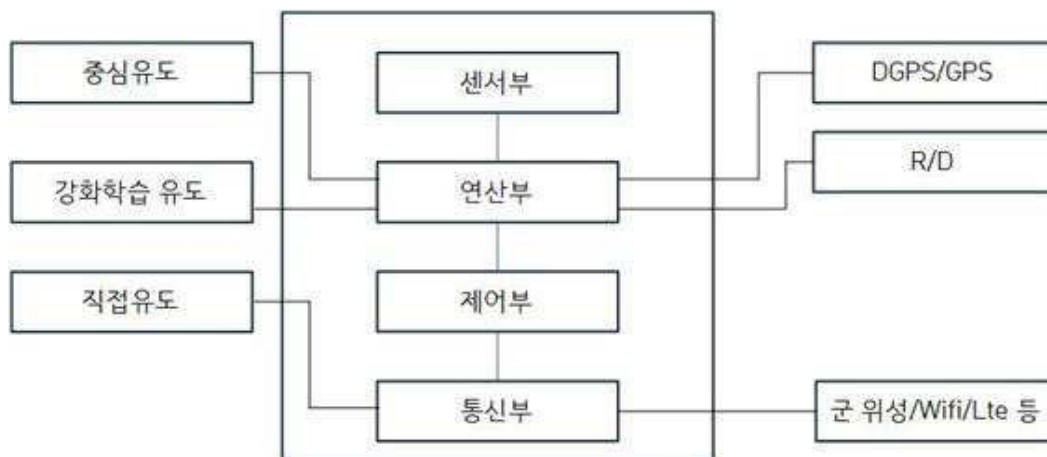 중심유도
센서부
DGPS/GPS
강화학습 유도
연산부
R/D
직접유도
제어부
통신부
군 위성/Wifi/Lte 등